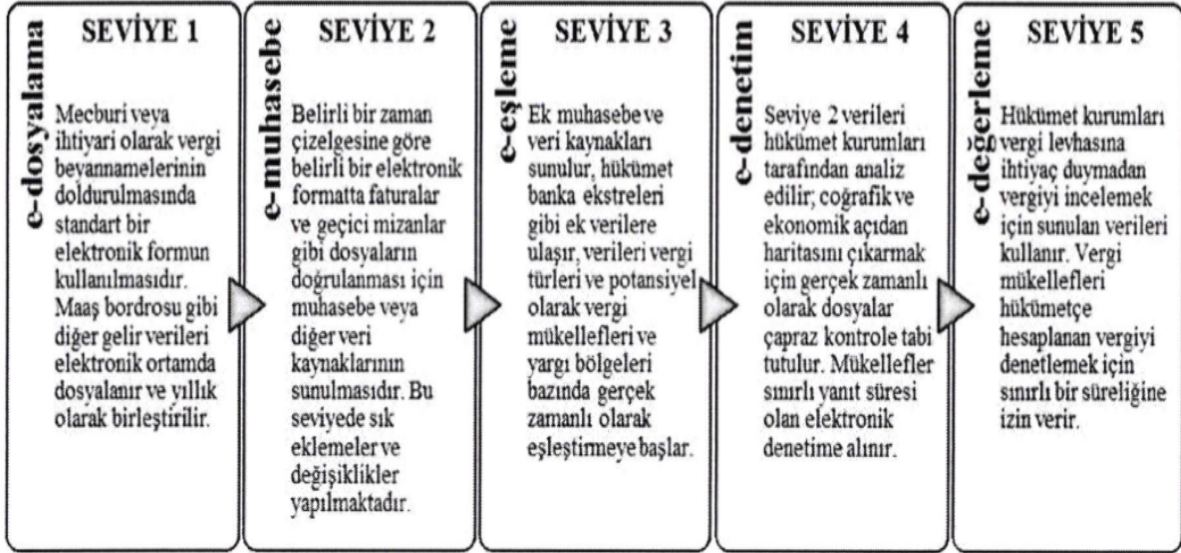 e-dosyalama
SEVİYE 1
Mecburi veya
ihtiyari olarak vergi
beyannamelerinin
doldurulmasında
standart bir
elektronik formun
kullanılmasıdır.
Maaş bordrosu gibi
diğer gelir verileri
elektronik ortamda
dosyalanır ve yıllık
olarak birleştirilir.
e-muhasebe
SEVİYE 2
Belirli bir zaman
çizelgesine göre
belirli bir elektronik
formatta faturalar
ve geçici mizanlar
gibi dosyaların
doğrulanması için
muhasebe veya
diğer veri
kaynaklarının
sunulmasıdır. Bu
seviyede sık
eklemeler ve
değişiklikler
yapılmaktadır.
e-eşleme
SEVİYE 3
Ek muhasebe ve
veri kaynakları
sunulur, hükümet
banka ekstreleri
gibi ek verilere
ulaşır, verileri vergi
türleri ve potansiyel
olarak vergi
mükellefleri ve
yargı bölgeleri
bazında gerçek
zamanlı olarak
eşleştirmeye başlar.
e-denetim
SEVİYE 4
Seviye 2 verileri
hükümet kurumları
tarafından analiz
edilir; coğrafik ve
ekonomik açıdan
haritasını çıkarmak
için gerçek zamanlı
olarak dosyalar
çapraz kontrole tabi
tutulur. Mükellefler
sınırlı yanıt süresi
olan elektronik
denetime alınır.
e-değerleme
SEVİYE 5
Hükümet kurumları
vergi levhasına
ihtiyaç duymadan
vergiyi incelemek
için sunulan verileri
kullanır. Vergi
mükellefleri
hükümetçe
hesaplanan vergiyi
denetlemek için
sınırlı bir süreliğine
izin verir.